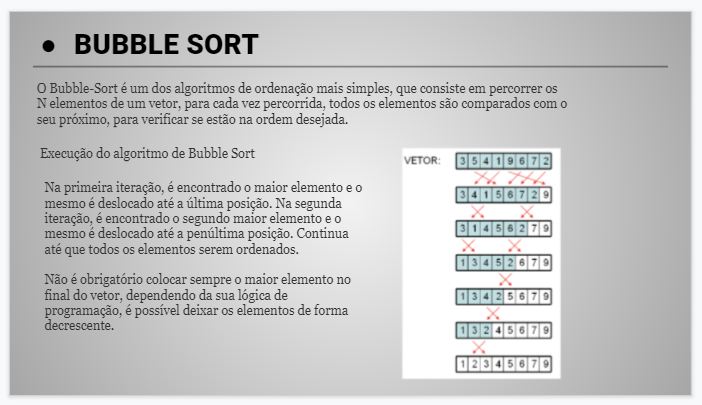 ● BUBBLE SORT
O Bubble-Sort é um dos algoritmos de ordenação mais simples, que consiste em percorrer os
N elementos de um vetor, para cada vez percorrida, todos os elementos são comparados com o
seu próximo, para verificar se estão na ordem desejada.
Execução do algoritmo de Bubble Sort
Na primeira iteração, é encontrado o maior elemento e o
mesmo é deslocado até a última posição. Na segunda
iteração, é encontrado o segundo maior elemento e o
mesmo é deslocado até a penúltima posição. Continua
até que todos os elementos serem ordenados.
Não é obrigatório colocar sempre o maior elemento no
final do vetor, dependendo da sua lógica de
programação, é possível deixar os elementos de forma
decrescente.
VETOR: 3 5 4 1 9 6 7 2
3 4 1 5 6 7 2 9
3 1 4 5 6 2 7 9
1 3 4 5 2 6 7 9
1 3 4 2 5 6 7 9
1 3 2 4 5 6 7 9
1 2 3 4 5 6 7 9